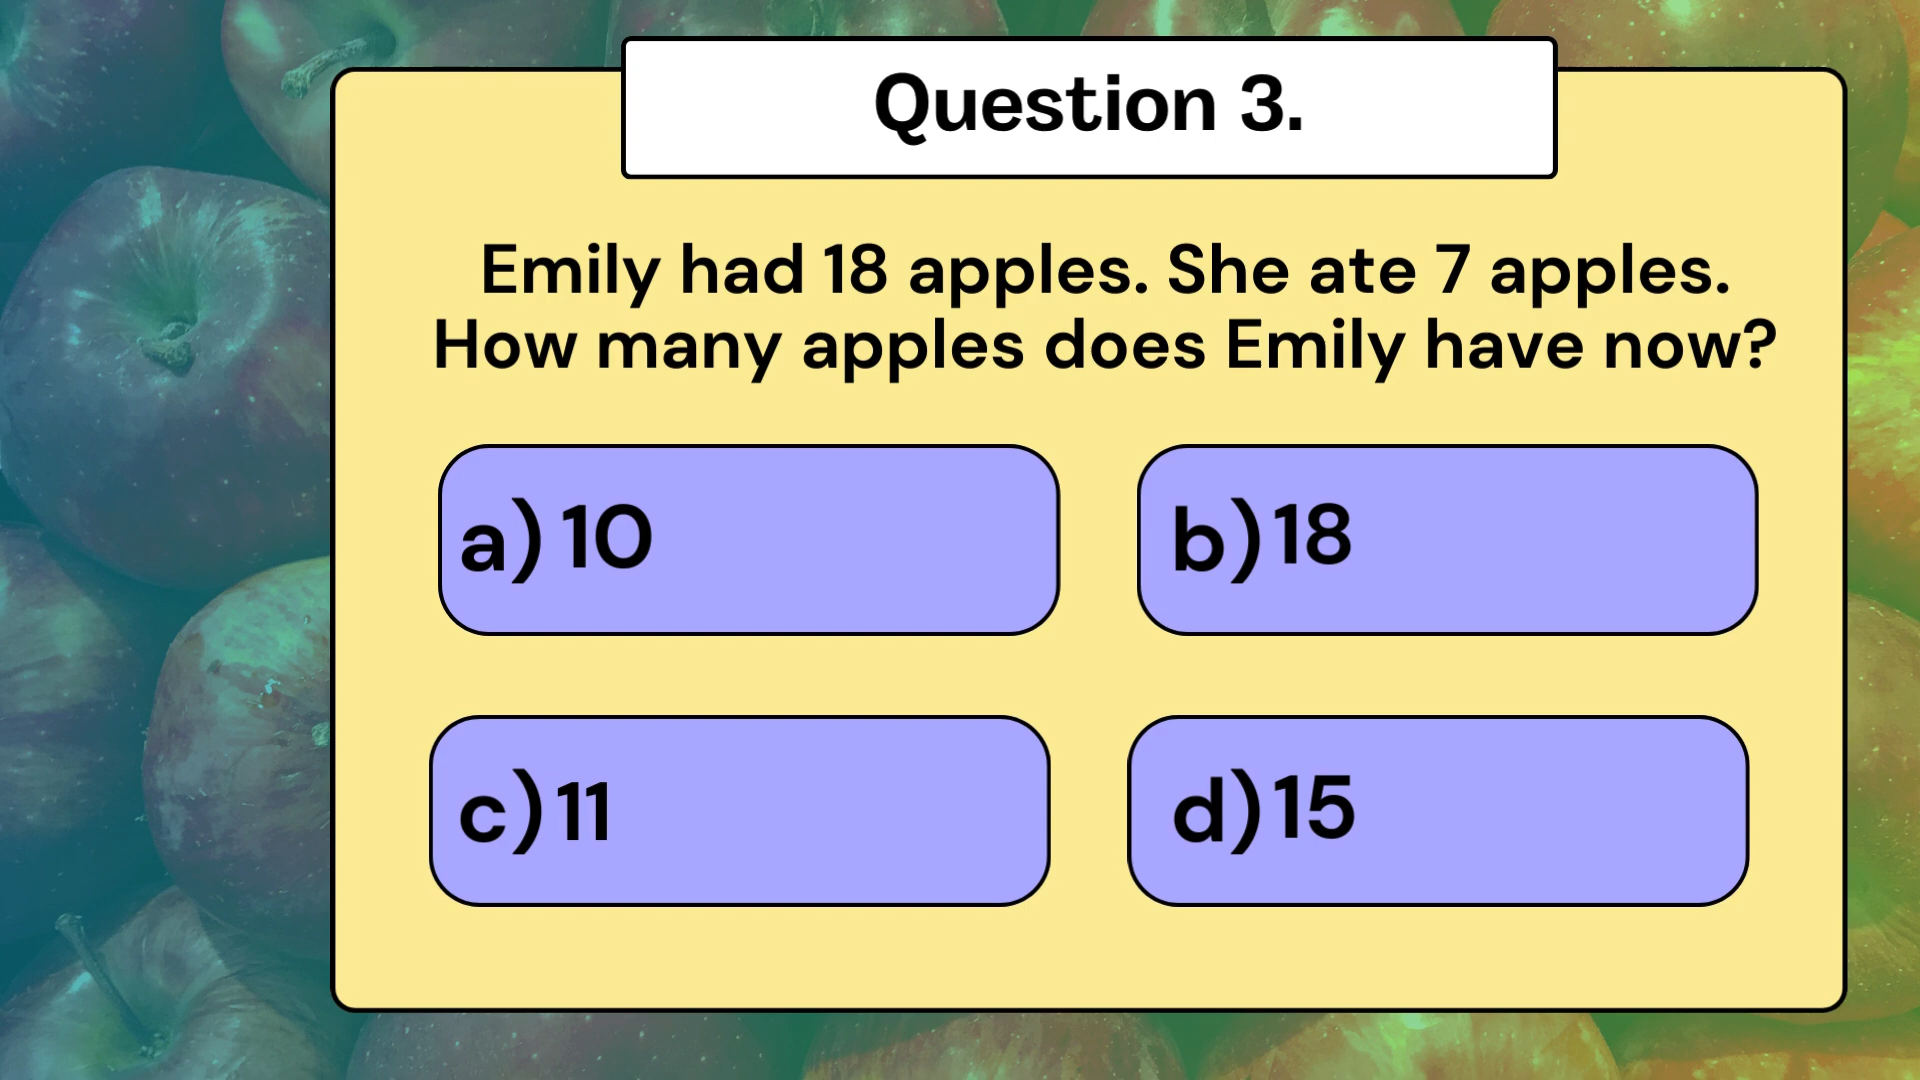 Question 3.
Emily had 18 apples. She ate 7 apples.
How many apples does Emily have now?
a) 10
b) 18
c) 11
d) 15